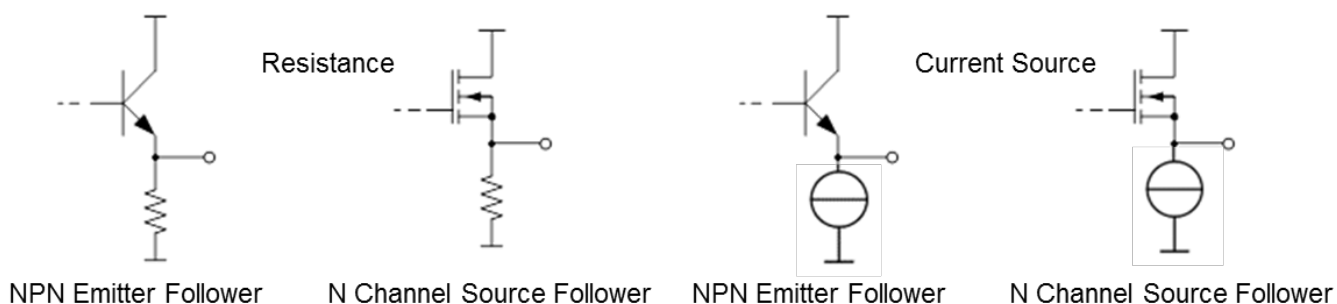 Resistance
Current Source
NPN Emitter Follower
N Channel Source Follower
NPN Emitter Follower
N Channel Source Follower